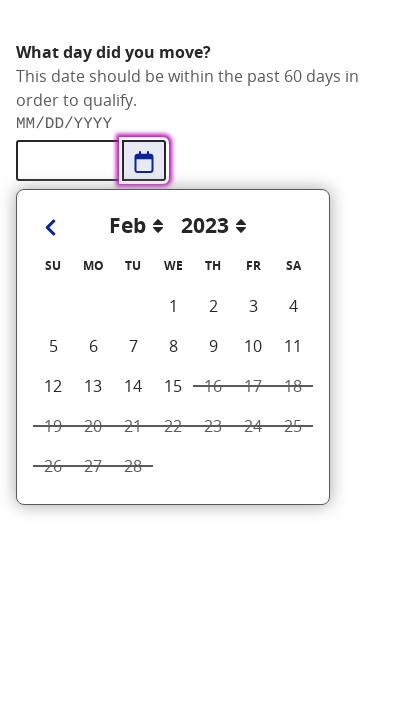 What day did you move?
This date should be within the past 60 days in
order to qualify.
MM/DD/YYYY
Feb 2023
SU MO TU WE TH FR SA
1 2 3 4
5 6 7 8 9 10 11
12 13 14 15 16 17 18
19 20 21 22 23 24 25
26 27 28